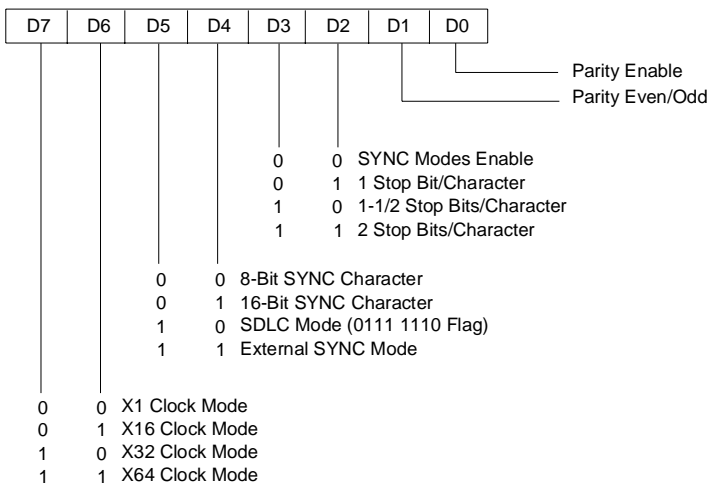 D7 D6 D5 D4 D3 D2 D1 D0
Parity Enable
Parity Even/Odd
0 0 SYNC Modes Enable
0 1 1 Stop Bit/Character
1 0 1-1/2 Stop Bits/Character
1 1 2 Stop Bits/Character
0 0 8-Bit SYNC Character
0 1 16-Bit SYNC Character
1 0 SDLC Mode (0111 1110 Flag)
1 1 External SYNC Mode
0 0 X1 Clock Mode
0 1 X16 Clock Mode
1 0 X32 Clock Mode
1 1 X64 Clock Mode